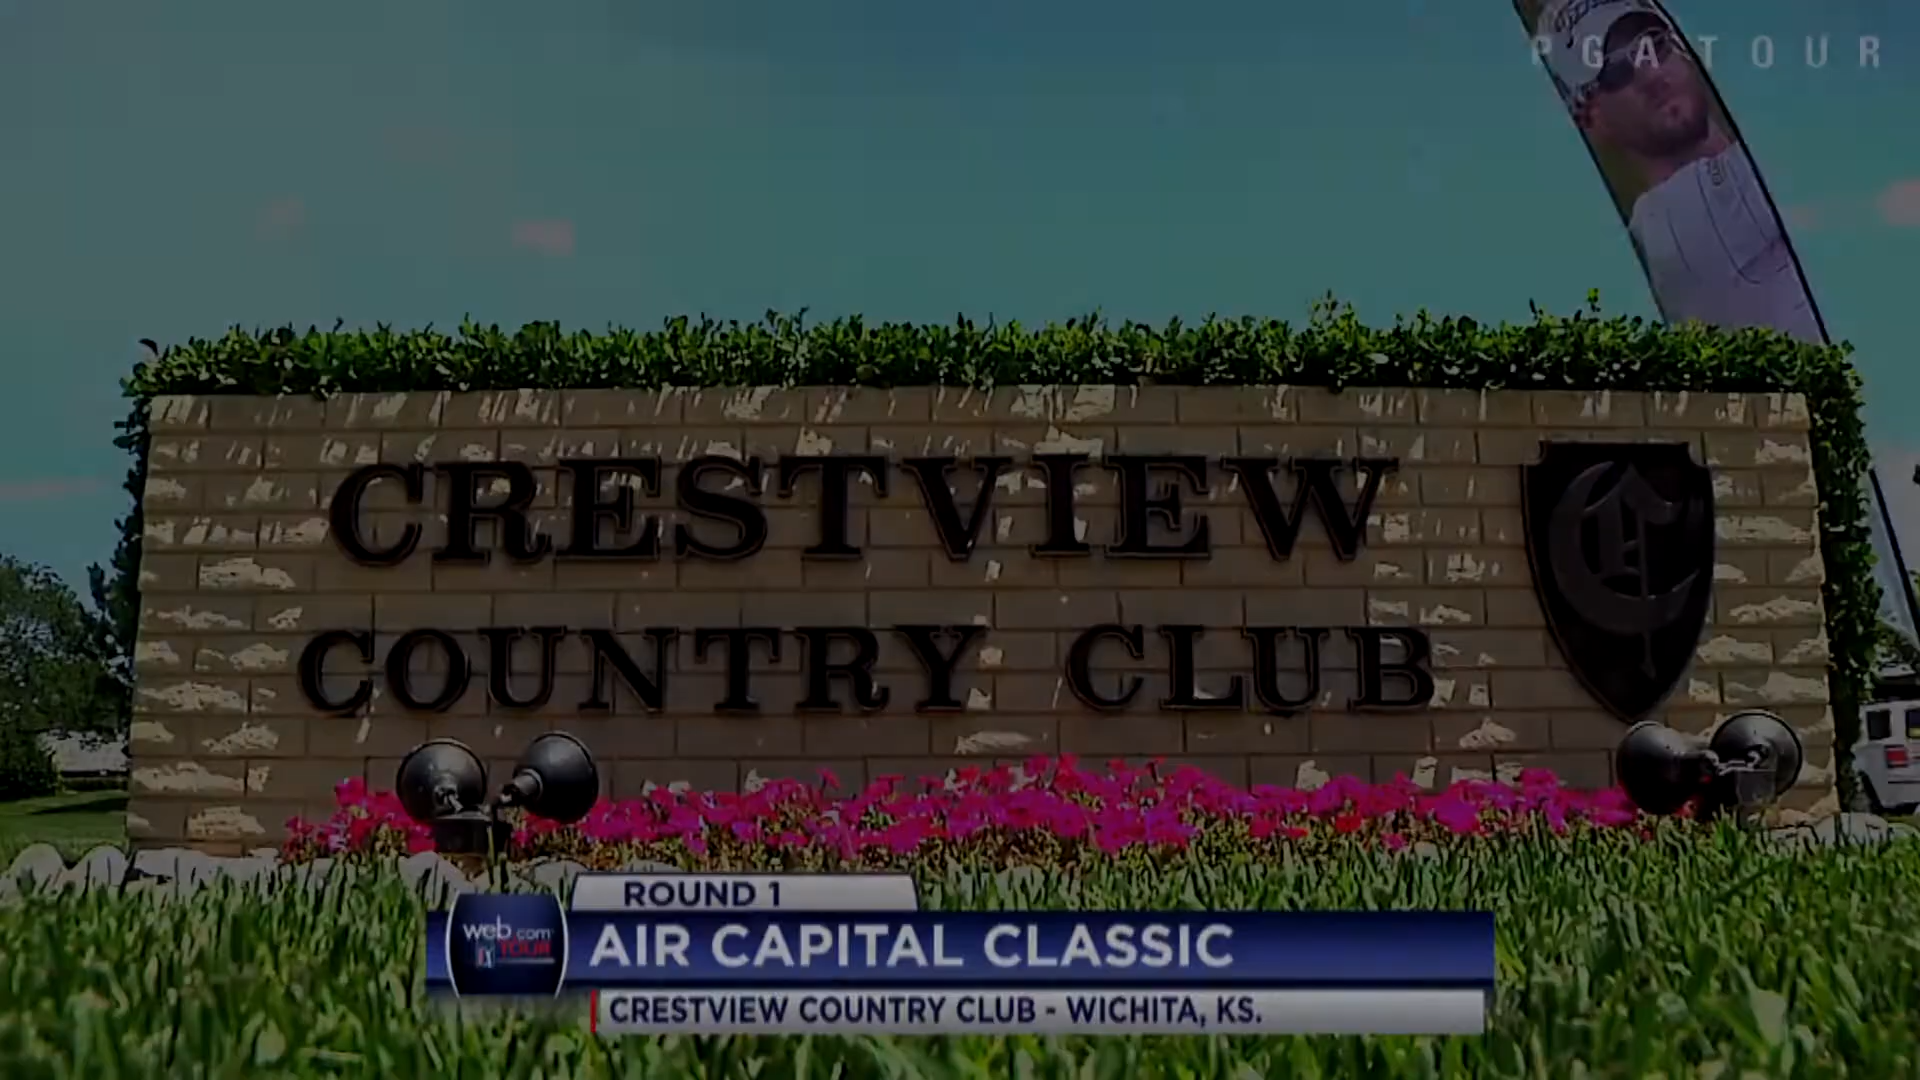 PGA TOUR
CRESTVIEW
COUNTRY CLUB
C
ROUND 1
web.com
TOUR
AIR CAPITAL CLASSIC
CRESTVIEW COUNTRY CLUB - WICHITA, KS.